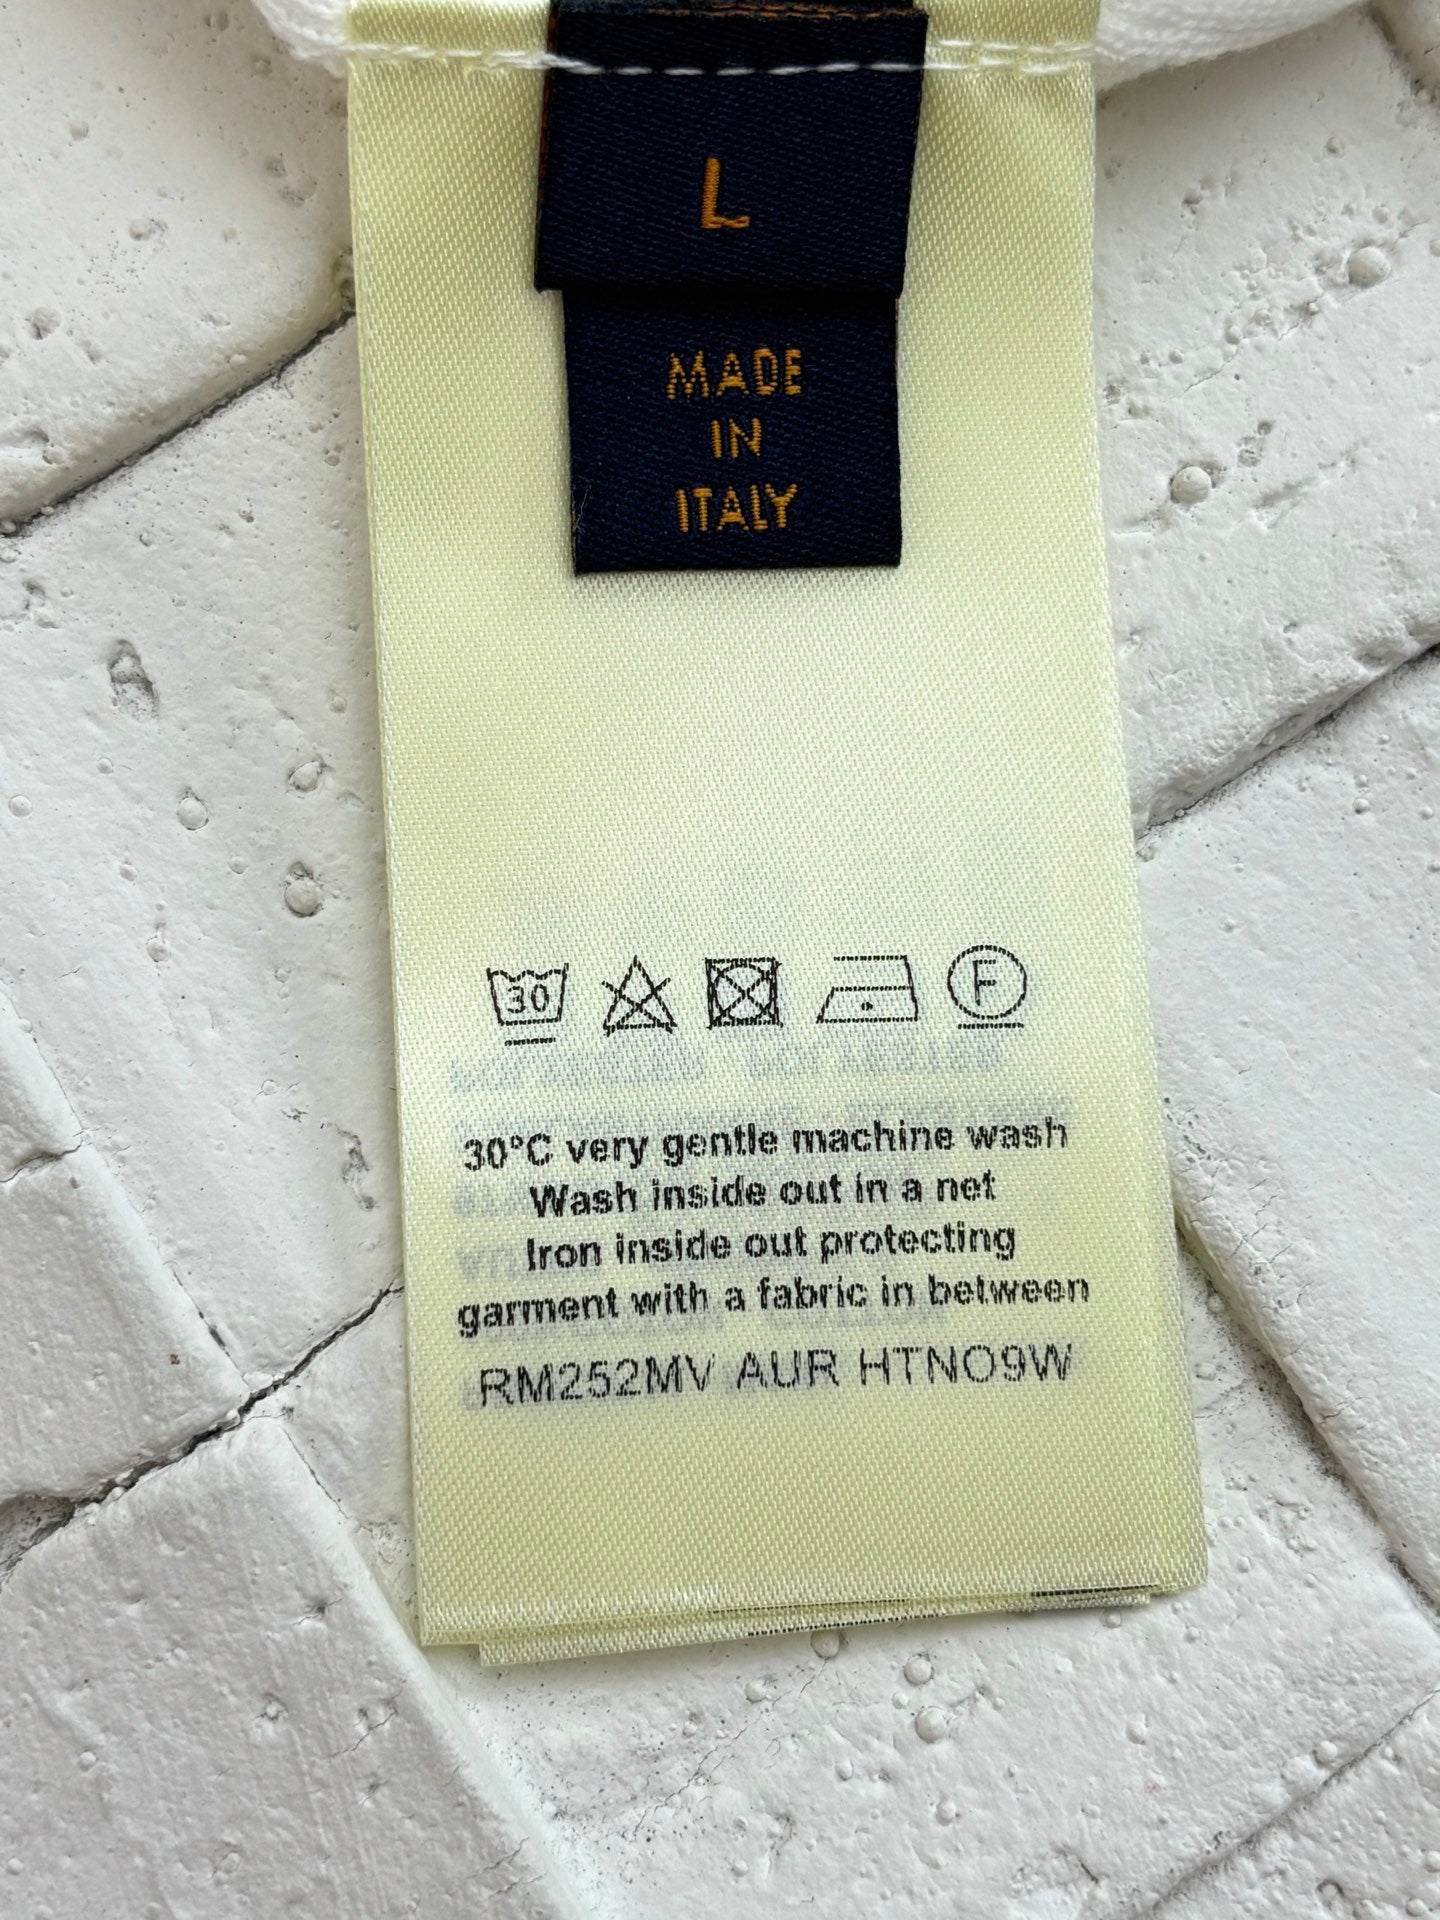 L
MADE
IN
ITALY
30 F
30°C very gentle machine wash
Wash inside out in a net
Iron inside out protecting
garment with a fabric in between
RM252MV AUR HTNO9W